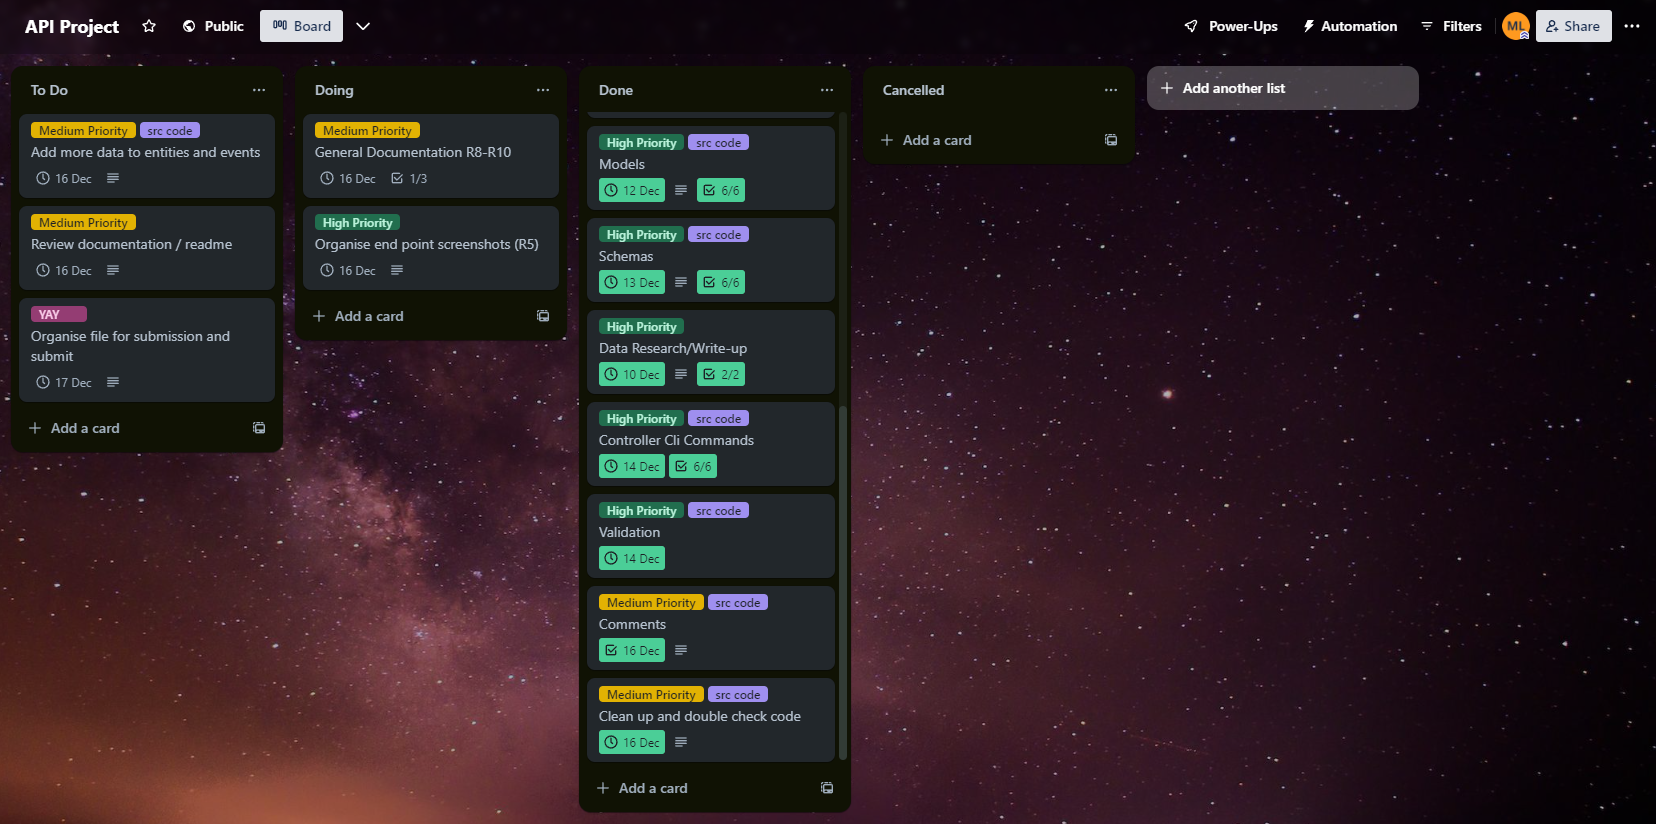 API Project
Public
Board
Power-Ups
Automation
Filters
ML
Share
To Do
Medium Priority src code
Add more data to entities and events
16 Dec
Medium Priority
Review documentation / readme
16 Dec
YAY
Organise file for submission and
submit
17 Dec
Add a card
Doing
Medium Priority
General Documentation R8-R10
16 Dec 1/3
High Priority
Organise end point screenshots (R5)
16 Dec
Add a card
Done
High Priority src code
Models
12 Dec 6/6
High Priority src code
Schemas
13 Dec 6/6
High Priority
Data Research/Write-up
10 Dec 2/2
High Priority src code
Controller Cli Commands
14 Dec 6/6
High Priority src code
Validation
14 Dec
Medium Priority src code
Comments
16 Dec
Medium Priority src code
Clean up and double check code
16 Dec
Add a card
Cancelled
Add a card
Add another list